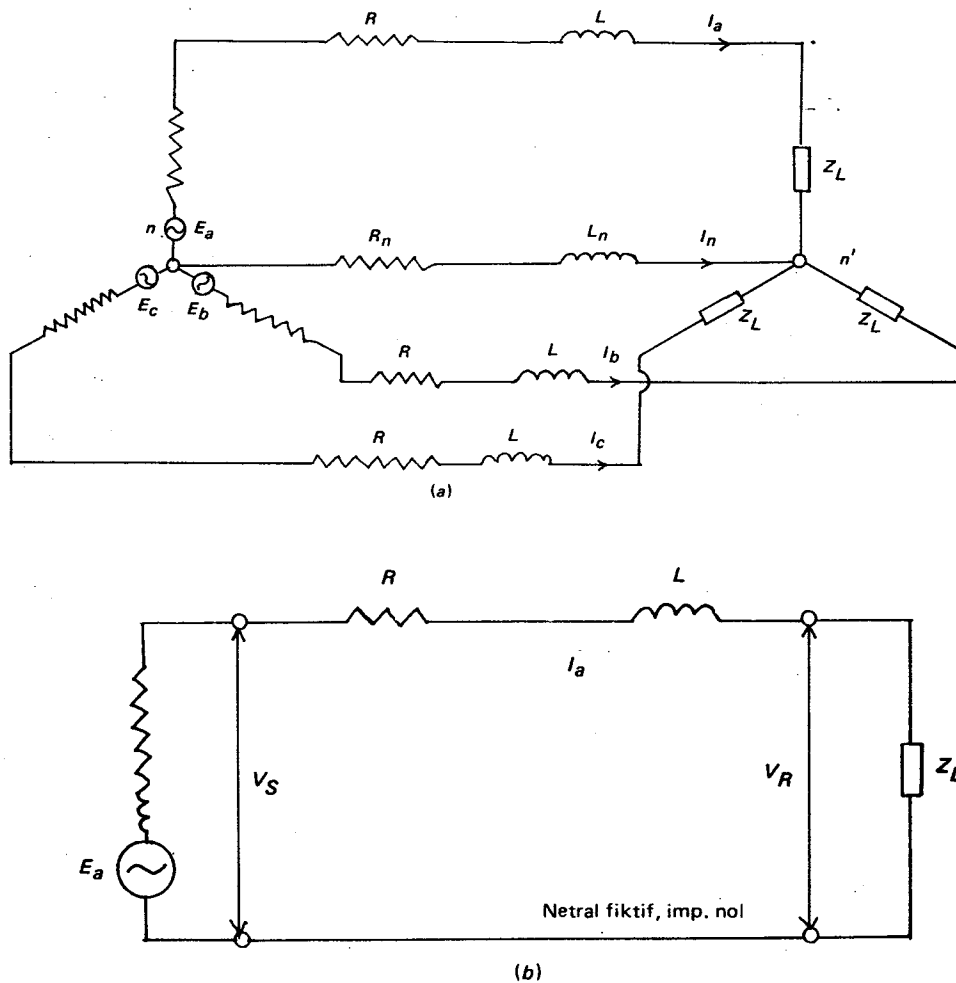 R L I_a
Z_L
n E_a
R_n L_n I_n
n'
E_c E_b
Z_L Z_L
R L I_b
R L I_c
(a)
R L
I_a
V_S V_R
Z_L
E_a
Netral fiktif, imp. nol
(b)